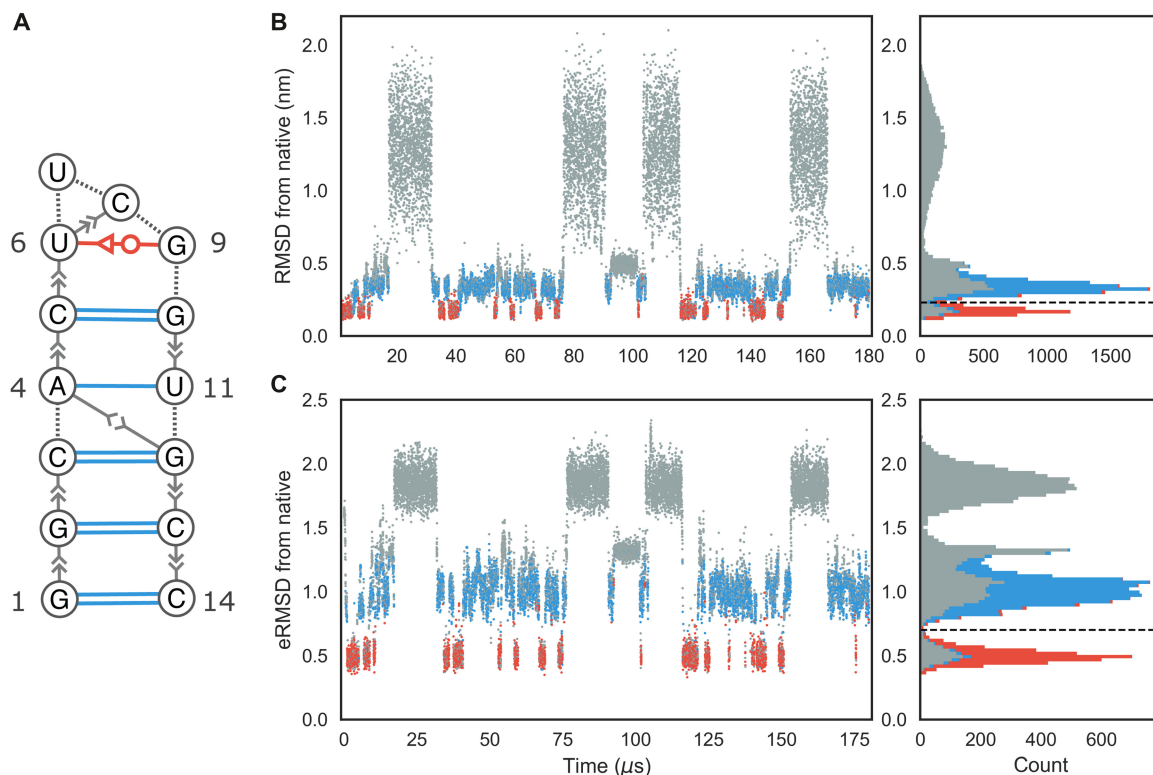 A
U
C
6 U G 9
C G
4 A U 11
C G
G C
1 G C 14
B
RMSD from native (nm)
2.0
1.5
1.0
0.5
0.0
20 40 60 80 100 120 140 160 180
2.0
1.5
1.0
0.5
0.0
0 500 1000 1500
C
eRMSD from native
2.5
2.0
1.5
1.0
0.5
0.0
0 25 50 75 100 125 150 175
Time (μs)
2.5
2.0
1.5
1.0
0.5
0.0
0 200 400 600
Count